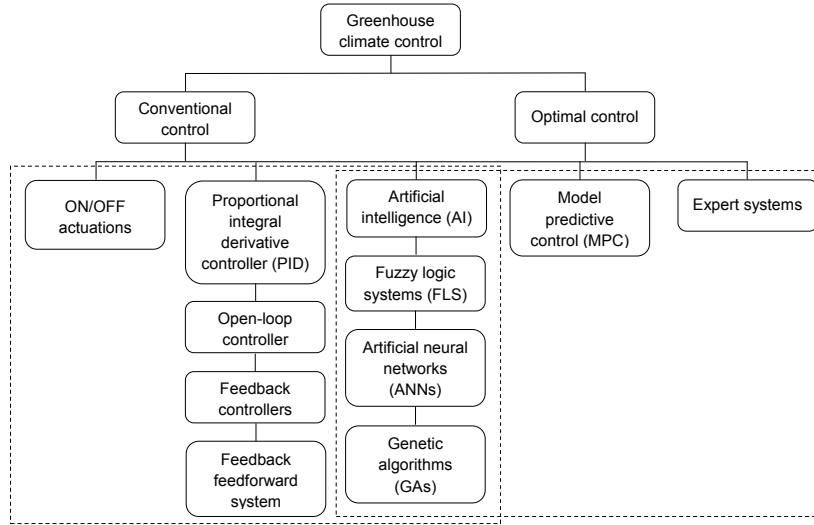 Greenhouse
climate control
Conventional
control
Optimal control
ON/OFF
actuations
Proportional
integral
derivative
controller (PID)
Artificial
intelligence (AI)
Model
predictive
control (MPC)
Expert systems
Fuzzy logic
systems (FLS)
Open-loop
controller
Artificial neural
networks
(ANNs)
Feedback
controllers
Genetic
algorithms
(GAs)
Feedback
feedforward
system